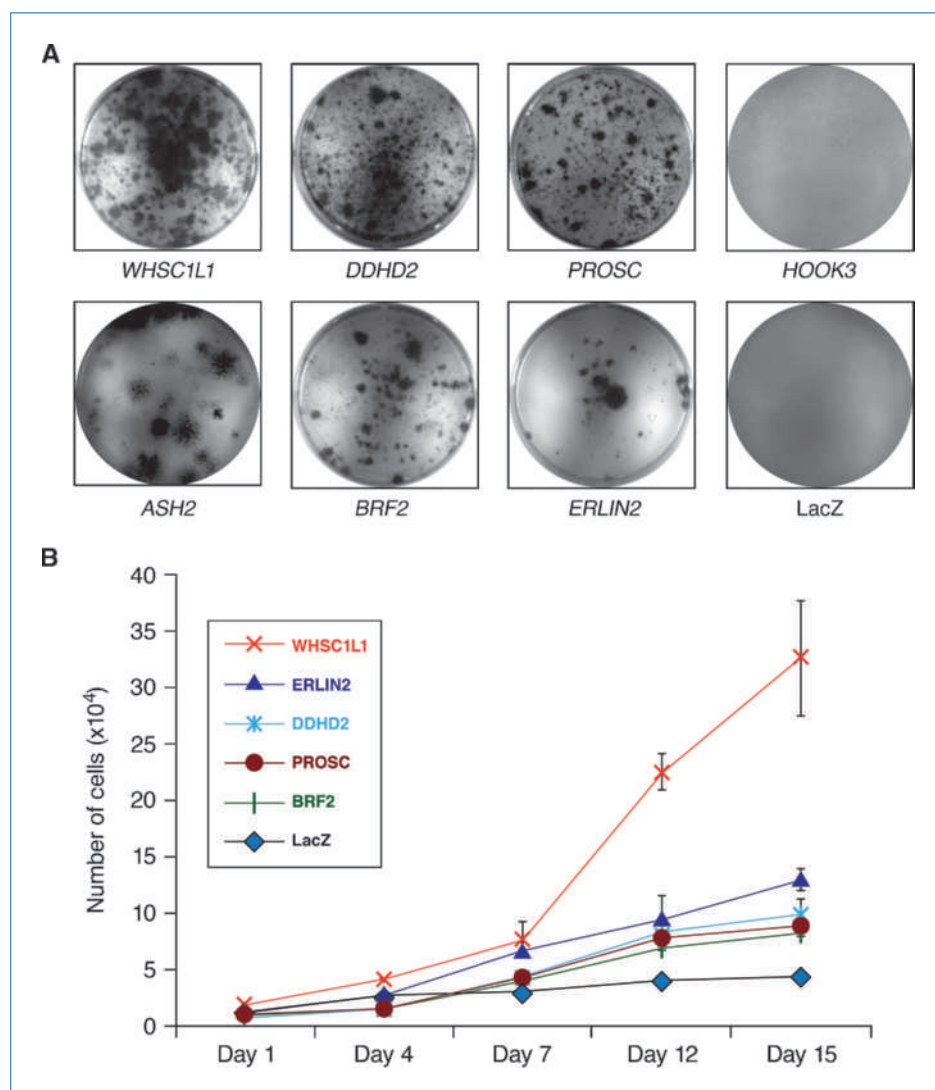 A
WHSC1L1 DDHD2 PROSC HOOK3
ASH2 BRF2 ERLIN2 LacZ
B
Number of cells (x10⁴)
40
35
30
25
20
15
10
5
0
WHSC1L1
ERLIN2
DDHD2
PROSC
BRF2
LacZ
Day 1 Day 4 Day 7 Day 12 Day 15